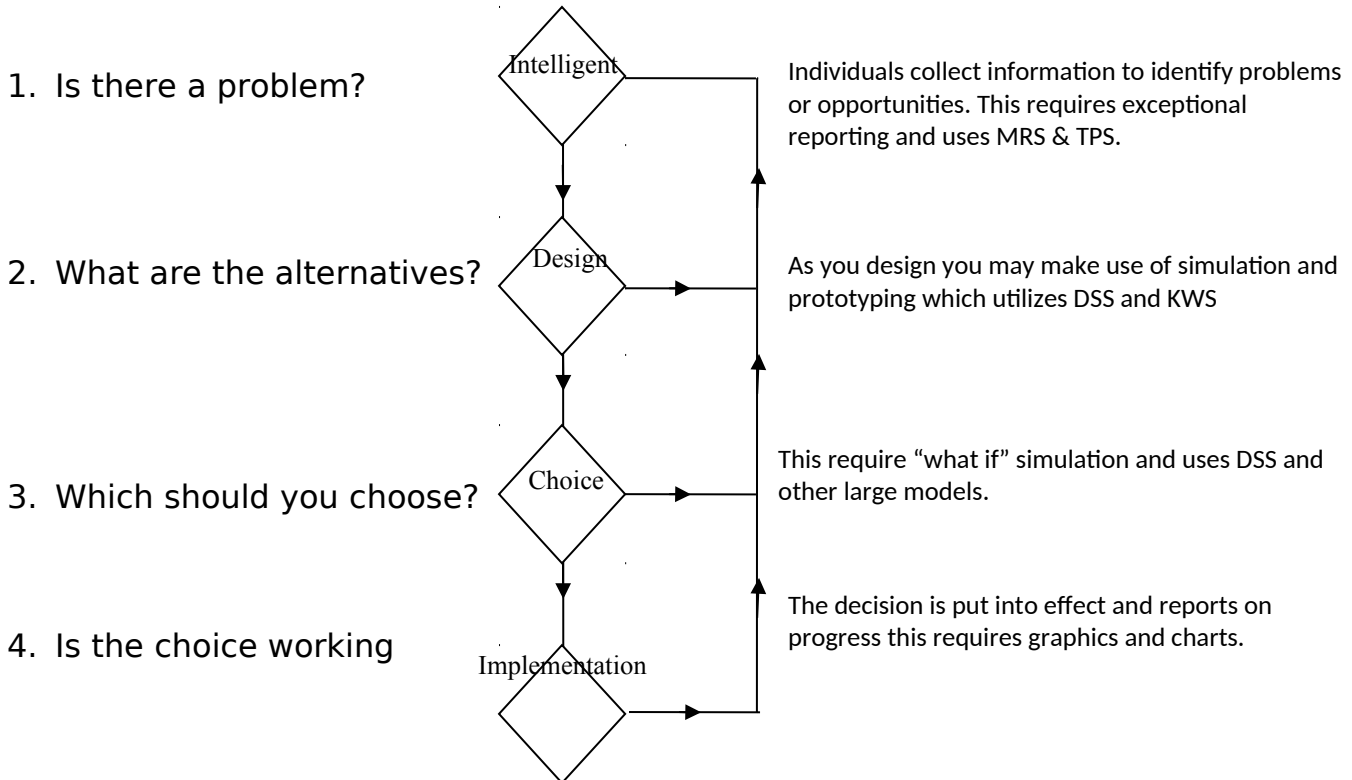 1. Is there a problem?
Intelligent
Individuals collect information to identify problems
or opportunities. This requires exceptional
reporting and uses MRS & TPS.
2. What are the alternatives?
Design
As you design you may make use of simulation and
prototyping which utilizes DSS and KWS
3. Which should you choose?
Choice
This require “what if” simulation and uses DSS and
other large models.
4. Is the choice working
Implementation
The decision is put into effect and reports on
progress this requires graphics and charts.